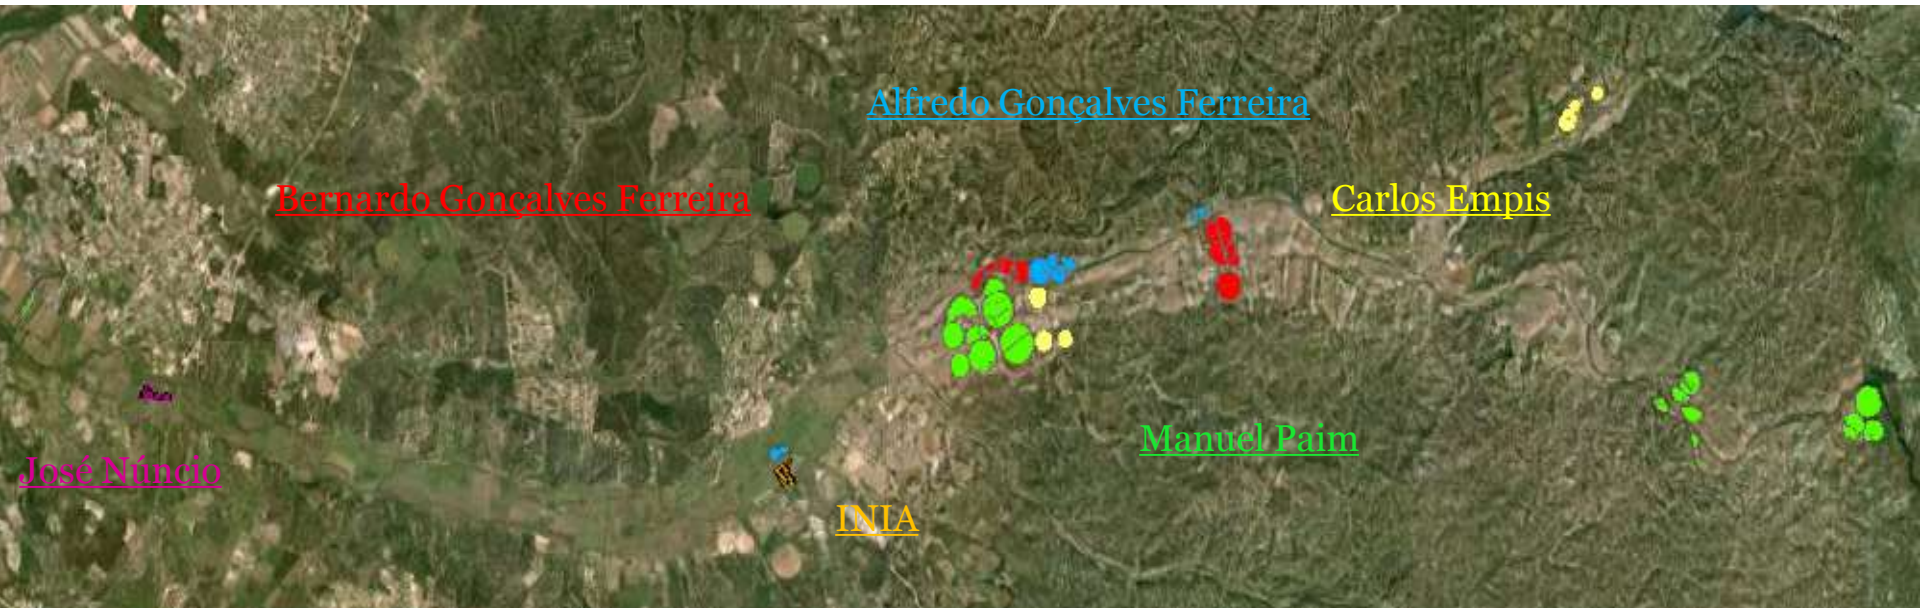 Alfredo Gonçalves Ferreira
Bernardo Gonçalves Ferreira
Carlos Empis
Manuel Paim
José Núncio
INIA